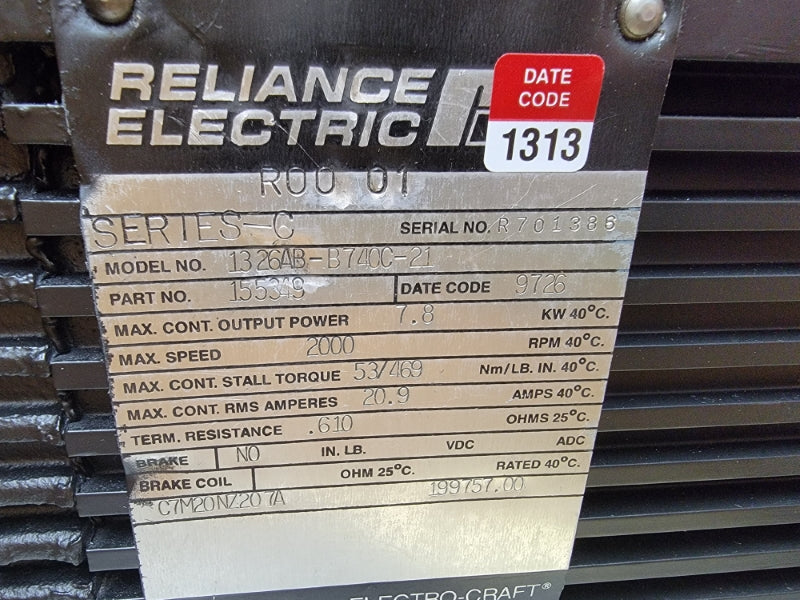 RELIANCE
ELECTRIC
DATE
CODE
1313
R00 01
SERIES-C SERIAL NO. R701386
MODEL NO. 1326AB-B740C-21
PART NO. 155349 DATE CODE 9726
MAX. CONT. OUTPUT POWER 7.8 KW 40°C.
MAX. SPEED 2000 RPM 40°C.
MAX. CONT. STALL TORQUE 53/469 Nm/LB. IN. 40°C.
MAX. CONT. RMS AMPERES 20.9 AMPS 40°C.
TERM. RESISTANCE .610 OHMS 25°C.
BRAKE NO IN. LB. VDC ADC
BRAKE COIL OHM 25°C. RATED 40°C.
C7M20NZ207A 199757.00
ELECTRO-CRAFT®